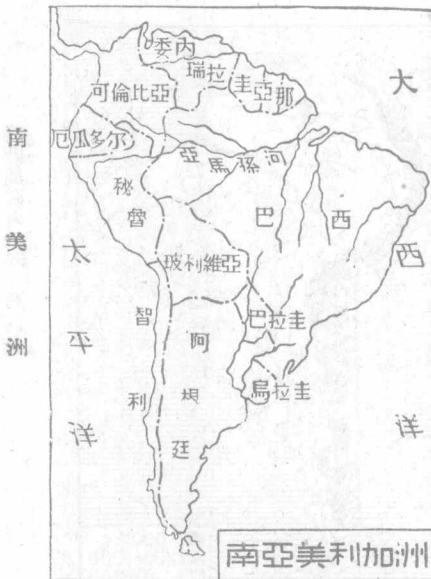 南美洲
委內瑞拉
圭亞那
可倫比亞
厄瓜多尔
亞馬孫河
秘魯
巴西
玻利維亞
巴拉圭
智利
阿根廷
烏拉圭
大西洋
太平洋
南亞美利加洲